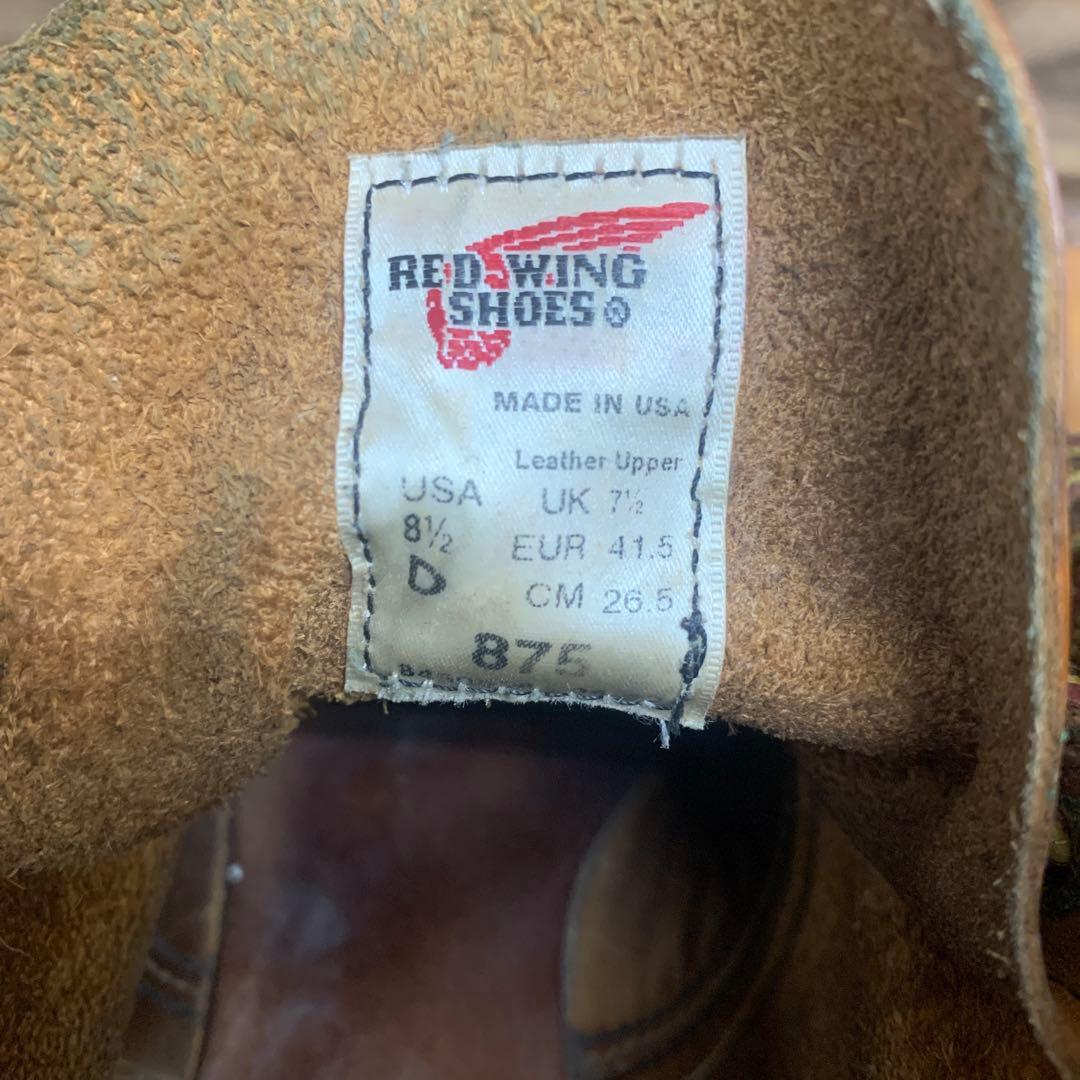 RED WING
SHOES®
MADE IN USA
Leather Upper
USA UK 7½
8½ EUR 41.5
D CM 26.5
875